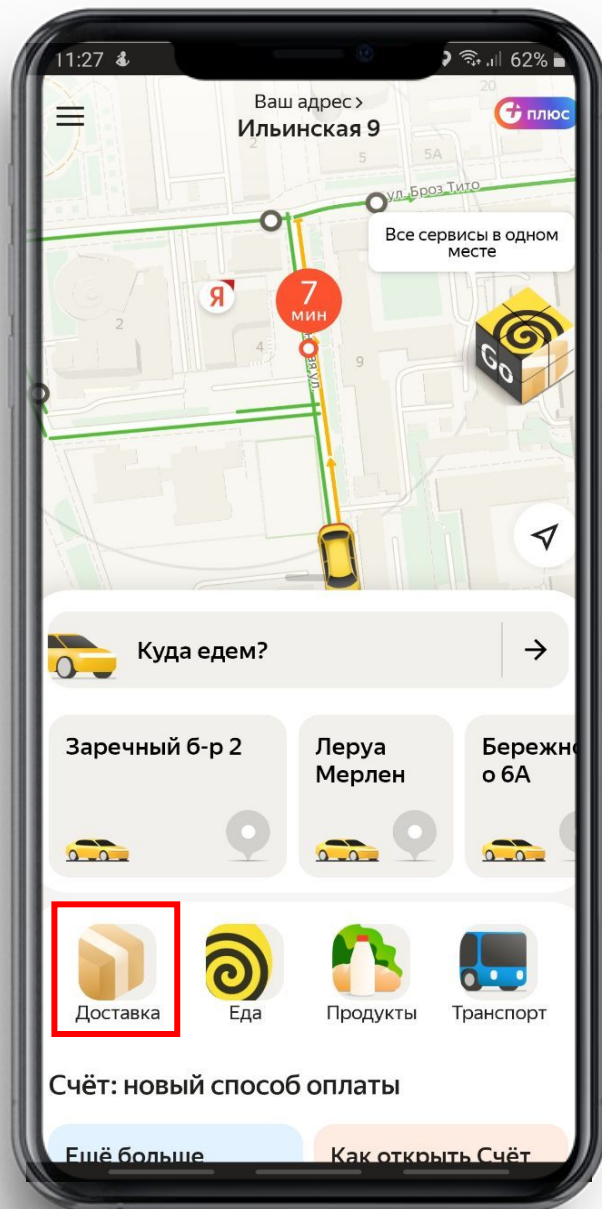 11:27
62%
Ваш адрес >
Ильинская 9
плюс
20
2
5
5А
ул. Броз Тито
Все сервисы в одном
месте
Я
7
мин
2
4
9
Go
Куда едем?
Заречный б-р 2
Леруа
Мерлен
Бережн
о 6А
Доставка
Еда
Продукты
Транспорт
Счёт: новый способ оплаты
Ещё больше
Как открыть Счёт